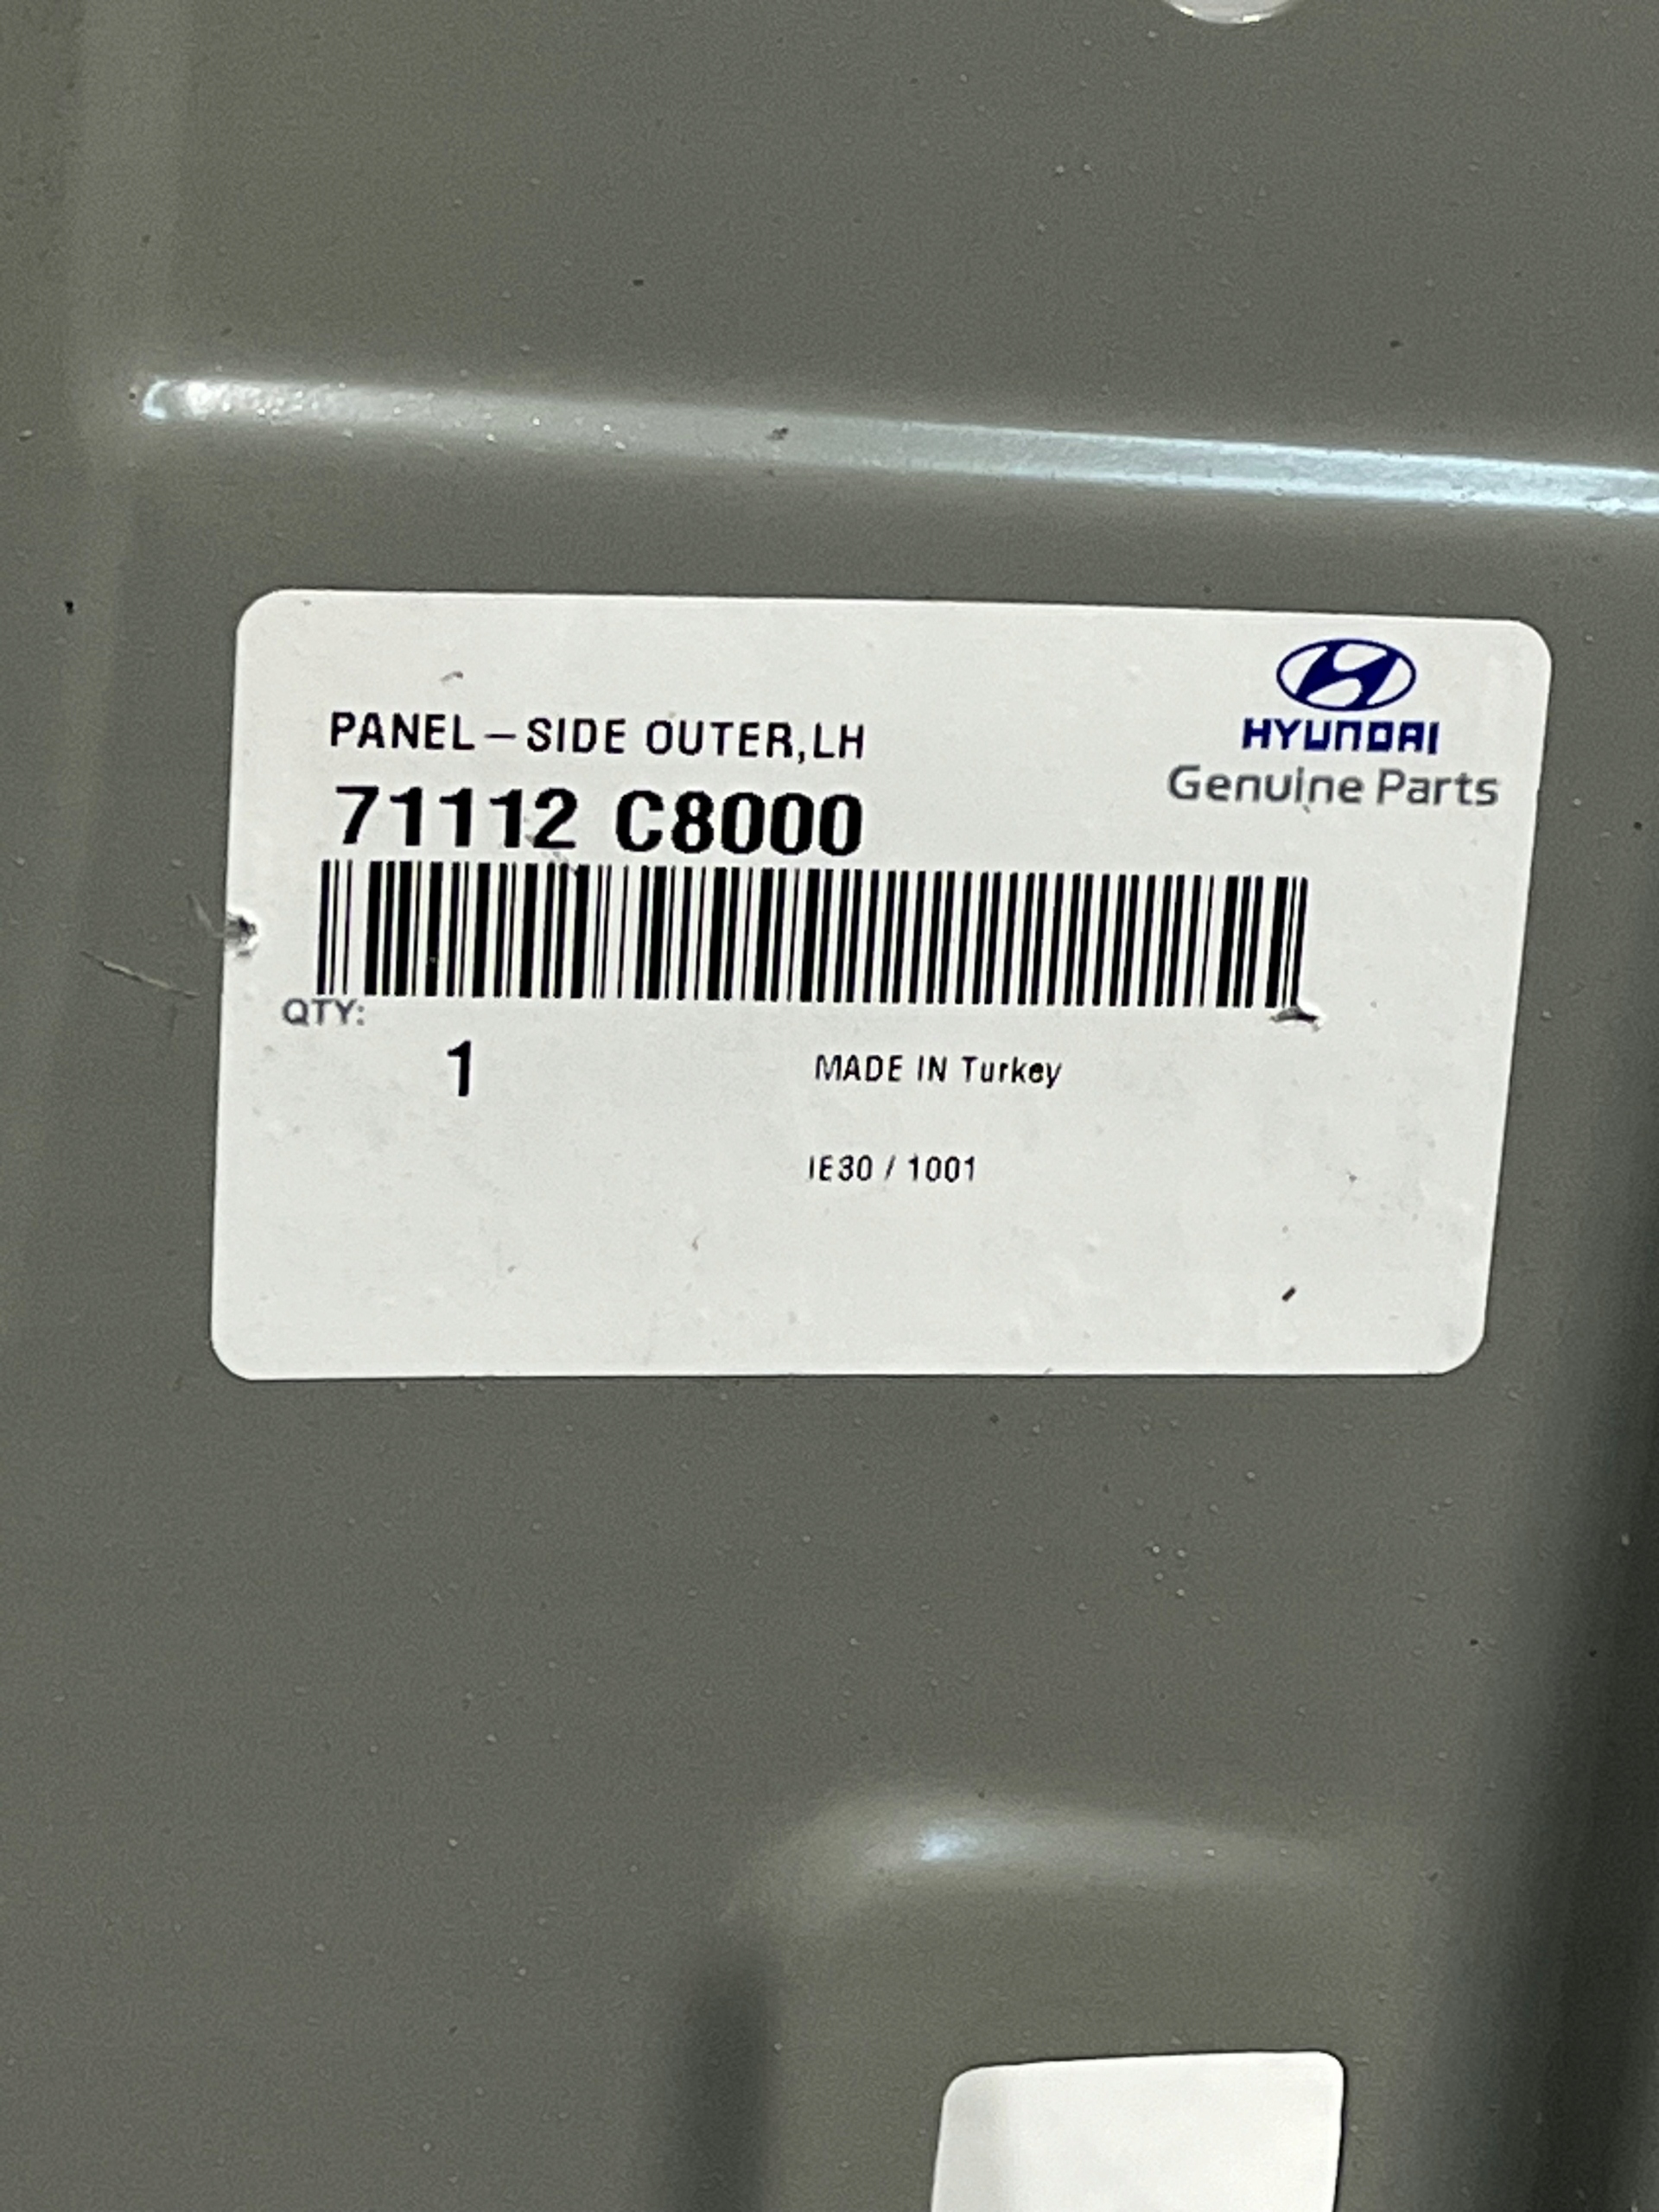 HYUNDAI
Genuine Parts
PANEL-SIDE OUTER,LH
71112 C8000
QTY:
1
MADE IN Turkey
IE30 / 1001